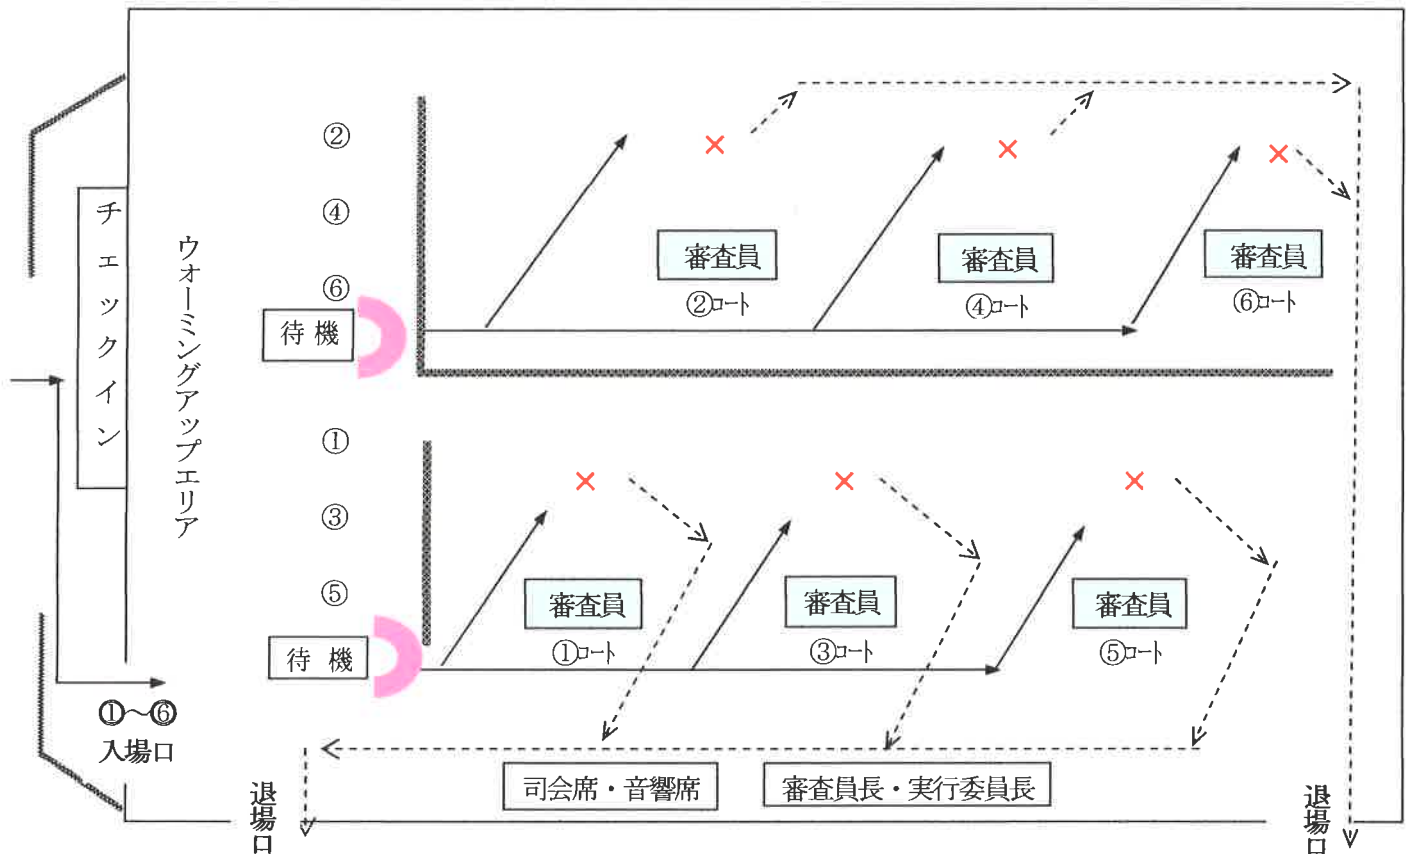 チェックイン
ウォーミングアップエリア
②
④
⑥
待機
審査員
②コート
審査員
④コート
審査員
⑥コート
①
③
⑤
待機
審査員
①コート
審査員
③コート
審査員
⑤コート
①～⑥
入場口
退場口
司会席・音響席
審査員長・実行委員長
退場口